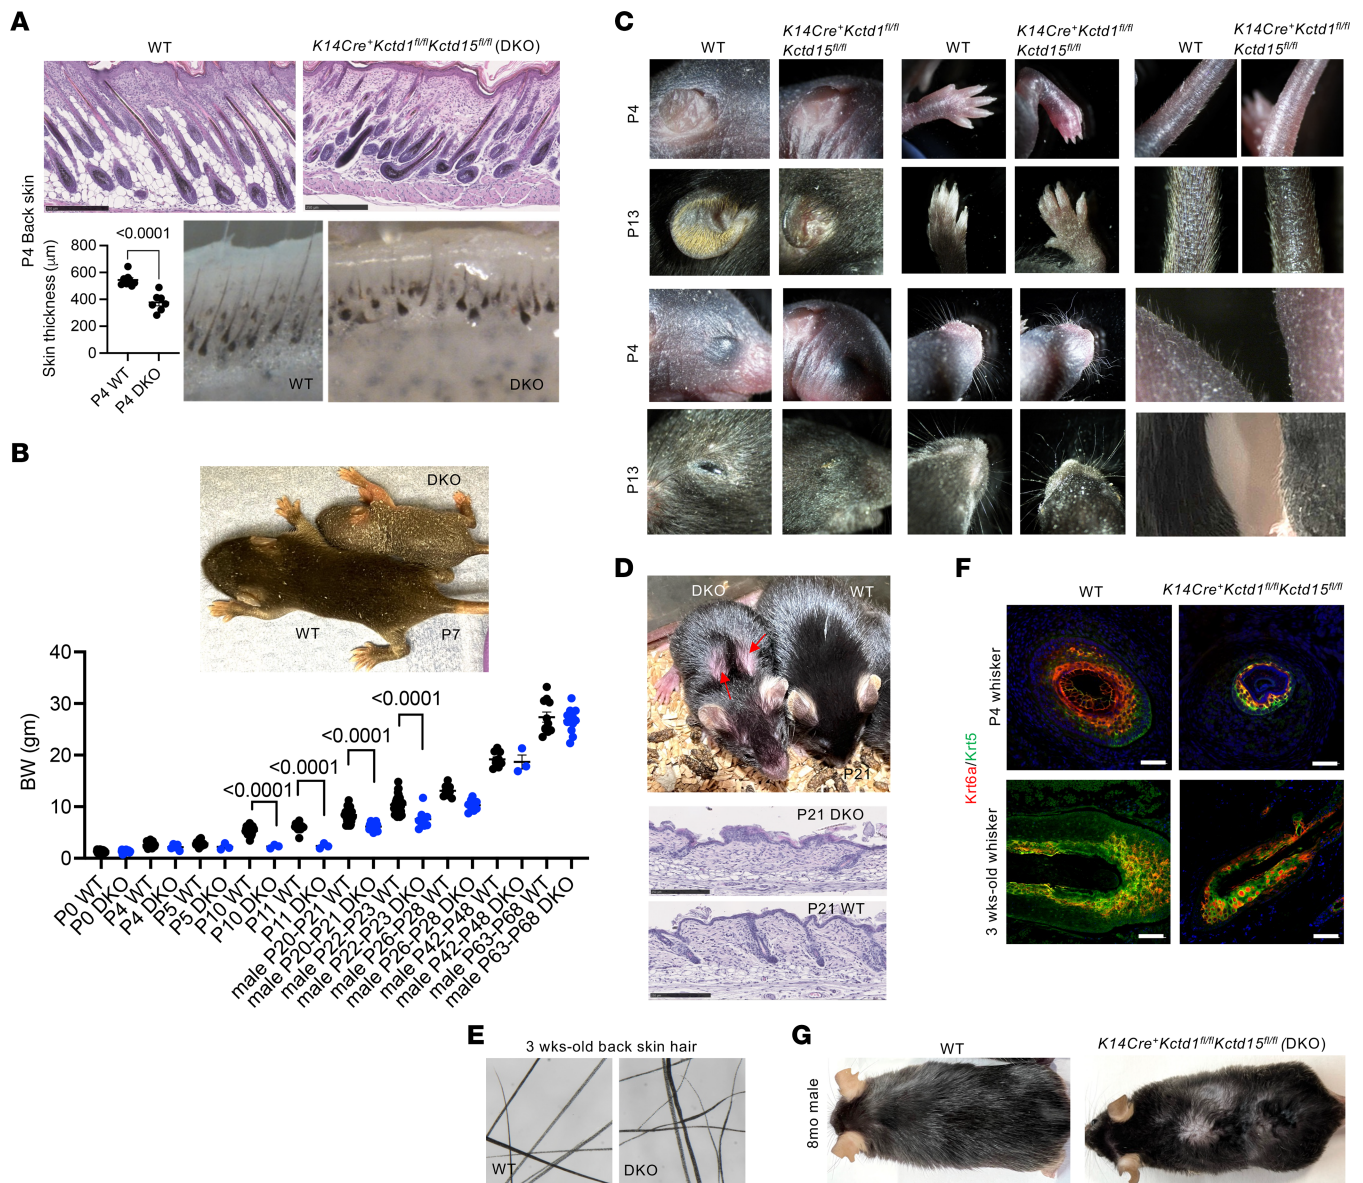 A
WT
K14Cre+Kctd1fl/flKctd15fl/fl (DKO)
P4 Back skin
Skin thickness (μm)
<0.0001
800
600
400
200
0
P4 WT
P4 DKO
WT
DKO
B
DKO
WT
P7
BW (gm)
40
30
20
10
0
<0.0001
<0.0001
<0.0001
<0.0001
P0 WT
P0 DKO
P4 WT
P4 DKO
P5 WT
P5 DKO
P10 WT
P10 DKO
P11 WT
P11 DKO
male P20-P21 WT
male P20-P21 DKO
male P22-P23 WT
male P22-P23 DKO
male P26-P28 WT
male P26-P28 DKO
male P42-P48 WT
male P42-P48 DKO
male P63-P68 WT
male P63-P68 DKO
C
WT
K14Cre+Kctd1fl/fl
Kctd15fl/fl
WT
K14Cre+Kctd1fl/fl
Kctd15fl/fl
WT
K14Cre+Kctd1fl/fl
Kctd15fl/fl
P4
P13
P4
P13
D
DKO
WT
P21
P21 DKO
P21 WT
E
3 wks-old back skin hair
WT
DKO
F
WT
K14Cre+Kctd1fl/flKctd15fl/fl
Krt6a/Krt5
P4 whisker
3 wks-old whisker
G
WT
K14Cre+Kctd1fl/flKctd15fl/fl (DKO)
8mo male